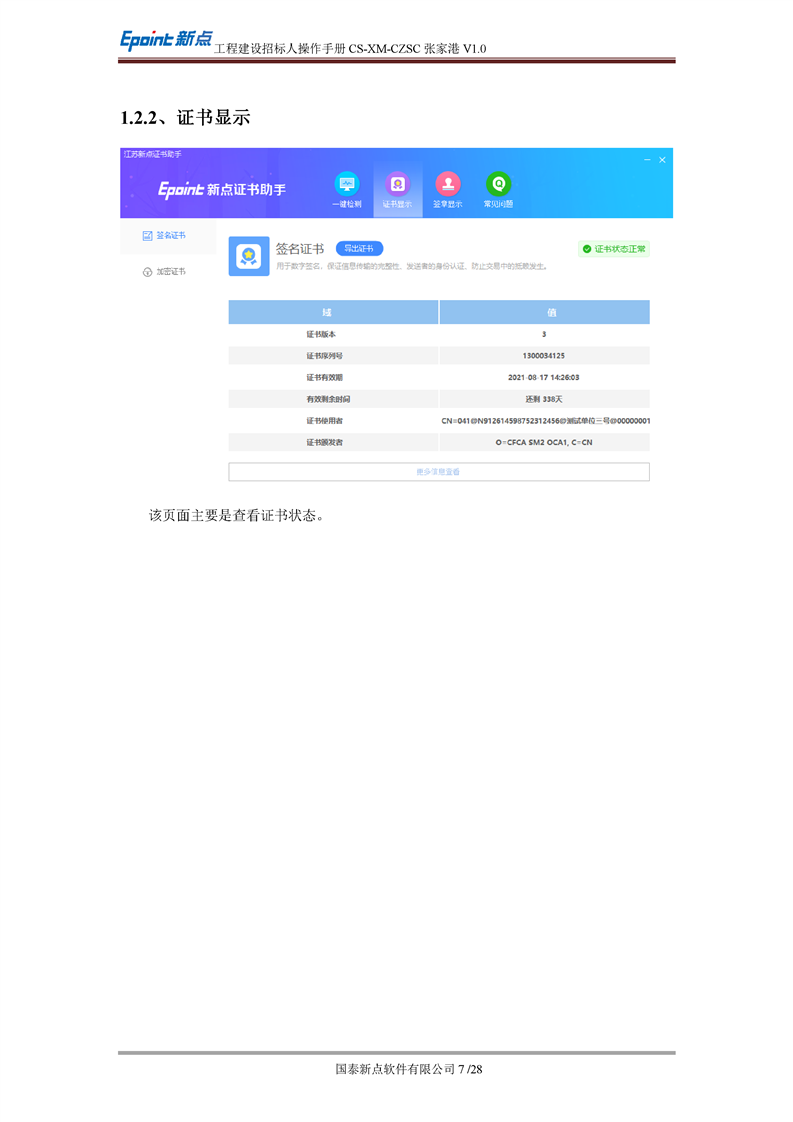 Epoint 新点 工程建设招标人操作手册 CS-XM-CZSC 张家港 V1.0
1.2.2、证书显示
江苏新点证书助手
Epoint 新点证书助手
一键检测 证书显示 签章显示 常见问题
签名证书
加密证书
签名证书 导出证书
证书状态正常
用于数字签名、保证信息传输的完整性、发送者的身份认证、防止交易中的抵赖发生。
域 值
证书版本 3
证书序列号 1300034125
证书有效期 2021-08-17 14:26:03
有效剩余时间 还剩 338天
证书使用者 CN=041@N91261459875231245​6@测试单位三号@00000001
证书颁发者 O=CFCA SM2 OCA1, C=CN
更多信息查看
该页面主要是查看证书状态。
国泰新点软件有限公司 7 /28